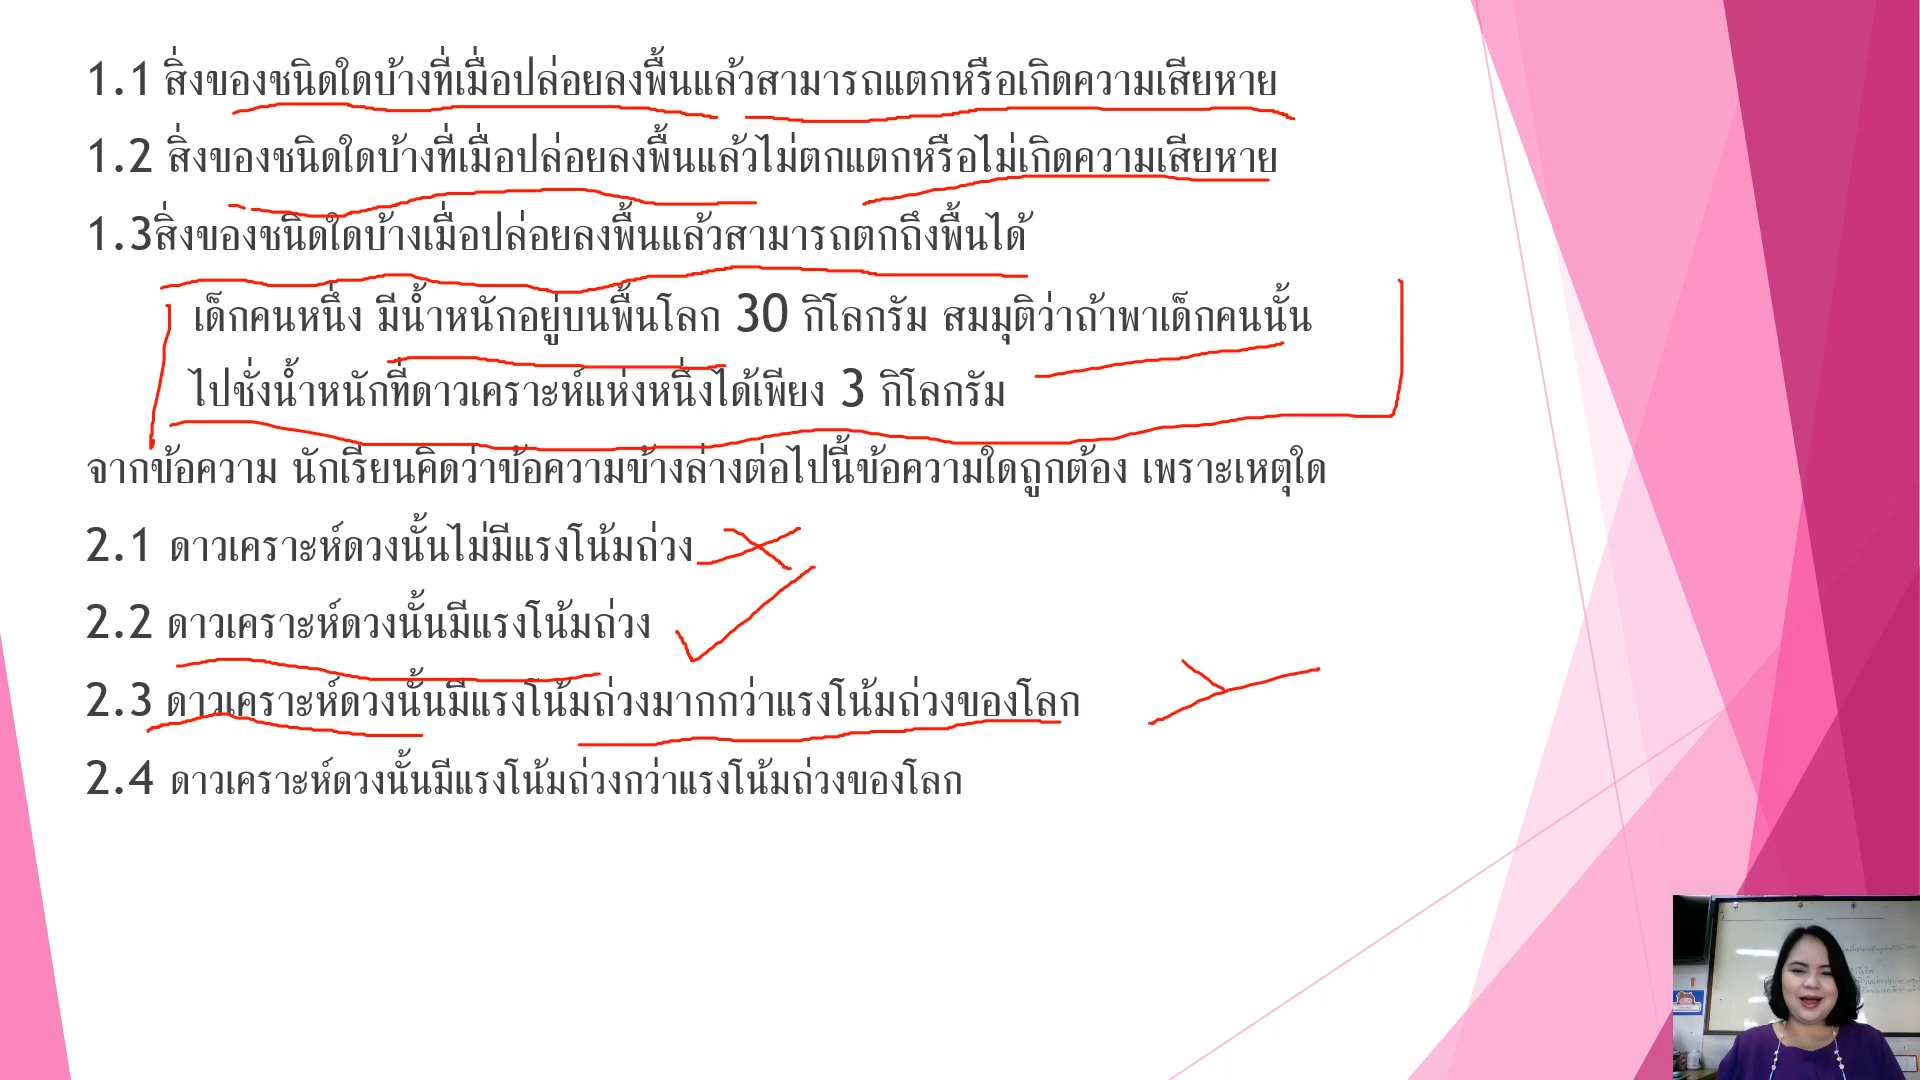 1.1 สิ่งของชนิดใดบ้างที่เมื่อปล่อยลงพื้นแล้วสามารถแตกหรือเกิดความเสียหาย
1.2 สิ่งของชนิดใดบ้างที่เมื่อปล่อยลงพื้นแล้วไม่ตกแตกหรือไม่เกิดความเสียหาย
1.3สิ่งของชนิดใดบ้างเมื่อปล่อยลงพื้นแล้วสามารถตกถึงพื้นได้
เด็กคนหนึ่ง มีน้ำหนักอยู่บนพื้นโลก 30 กิโลกรัม สมมุติว่าถ้าพาเด็กคนนั้น
ไปชั่งน้ำหนักที่ดาวเคราะห์แห่งหนึ่งได้เพียง 3 กิโลกรัม
จากข้อความ นักเรียนคิดว่าข้อความข้างล่างต่อไปนี้ข้อความใดถูกต้อง เพราะเหตุใด
2.1 ดาวเคราะห์ดวงนั้นไม่มีแรงโน้มถ่วง
2.2 ดาวเคราะห์ดวงนั้นมีแรงโน้มถ่วง
2.3 ดาวเคราะห์ดวงนั้นมีแรงโน้มถ่วงมากกว่าแรงโน้มถ่วงของโลก
2.4 ดาวเคราะห์ดวงนั้นมีแรงโน้มถ่วงกว่าแรงโน้มถ่วงของโลก